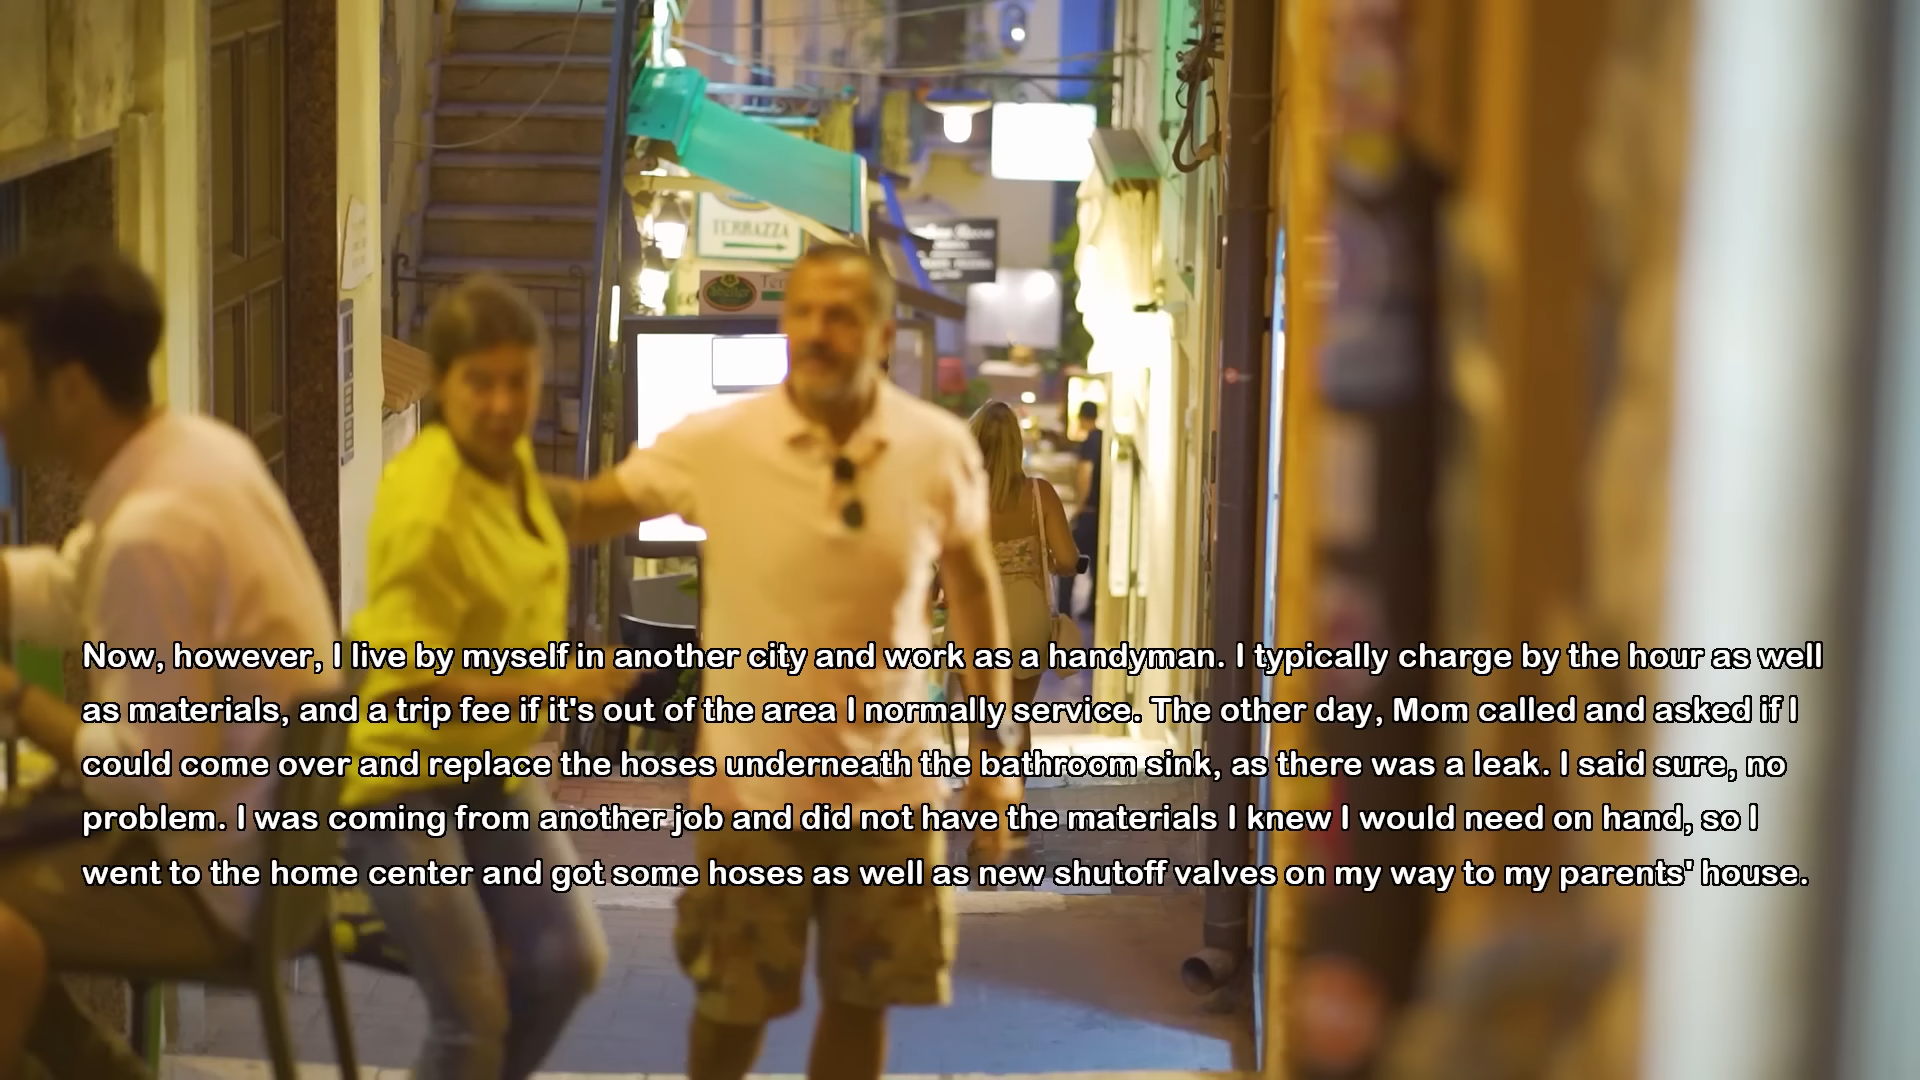 TERRAZZA
Now, however, I live by myself in another city and work as a handyman. I typically charge by the hour as well
as materials, and a trip fee if it's out of the area I normally service. The other day, Mom called and asked if I
could come over and replace the hoses underneath the bathroom sink, as there was a leak. I said sure, no
problem. I was coming from another job and did not have the materials I knew I would need on hand, so I
went to the home center and got some hoses as well as new shutoff valves on my way to my parents' house.